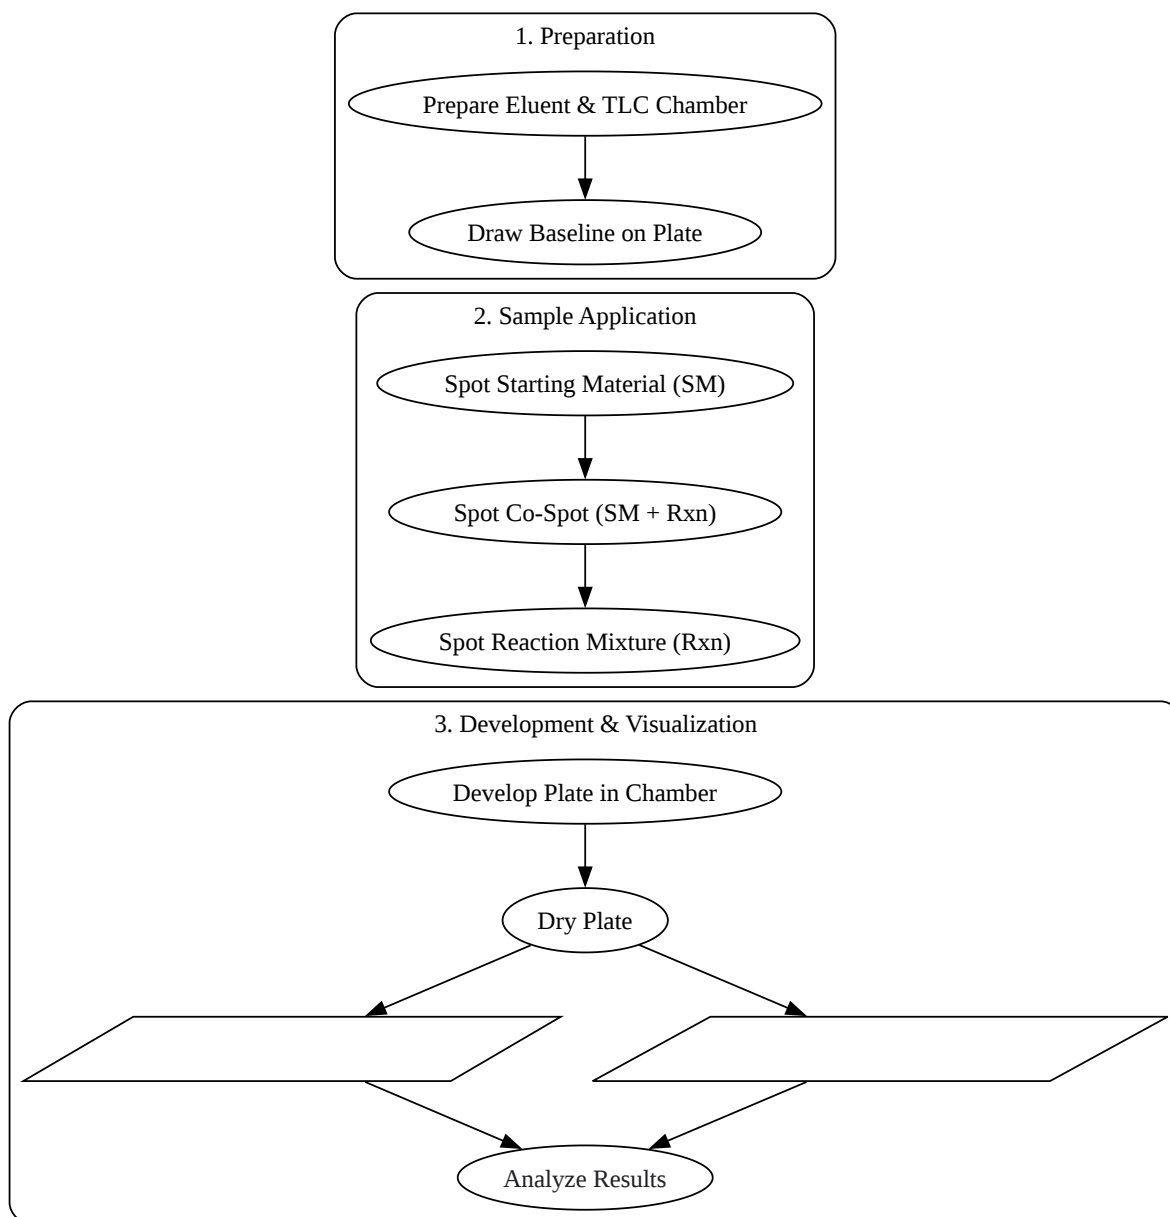 1. Preparation
Prepare Eluent & TLC Chamber
Draw Baseline on Plate
2. Sample Application
Spot Starting Material (SM)
Spot Co-Spot (SM + Rxn)
Spot Reaction Mixture (Rxn)
3. Development & Visualization
Develop Plate in Chamber
Dry Plate
Analyze Results